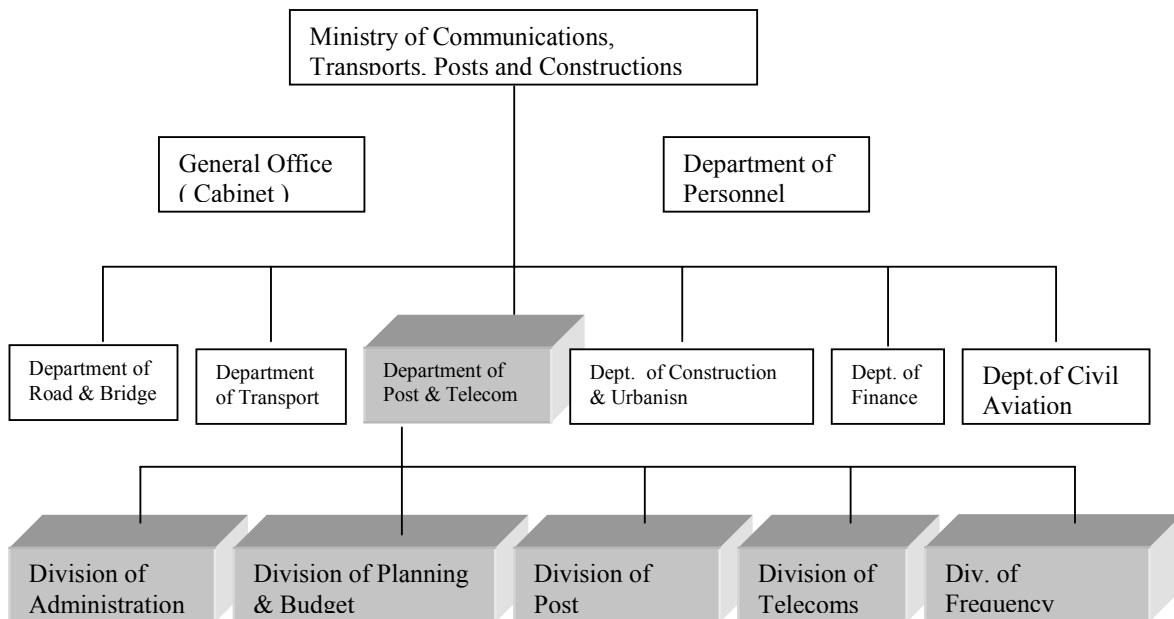 Ministry of Communications,
Transports, Posts and Constructions
General Office
( Cabinet )
Department of
Personnel
Department of
Road & Bridge
Department
of Transport
Department of
Post & Telecom
Dept. of Construction
& Urbanisn
Dept. of
Finance
Dept.of Civil
Aviation
Division of
Administration
Division of Planning
& Budget
Division of
Post
Division of
Telecoms
Div. of
Frequency